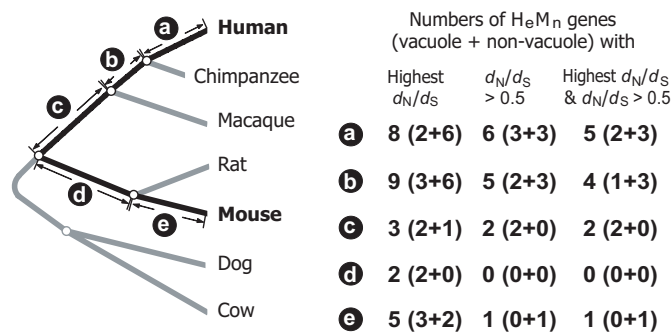 Human
Chimpanzee
Macaque
Rat
Mouse
Dog
Cow
a
b
c
d
e
Numbers of HeMn genes
(vacuole + non-vacuole) with
Highest dN/dS
dN/dS > 0.5
Highest dN/dS & dN/dS > 0.5
a 8 (2+6) 6 (3+3) 5 (2+3)
b 9 (3+6) 5 (2+3) 4 (1+3)
c 3 (2+1) 2 (2+0) 2 (2+0)
d 2 (2+0) 0 (0+0) 0 (0+0)
e 5 (3+2) 1 (0+1) 1 (0+1)